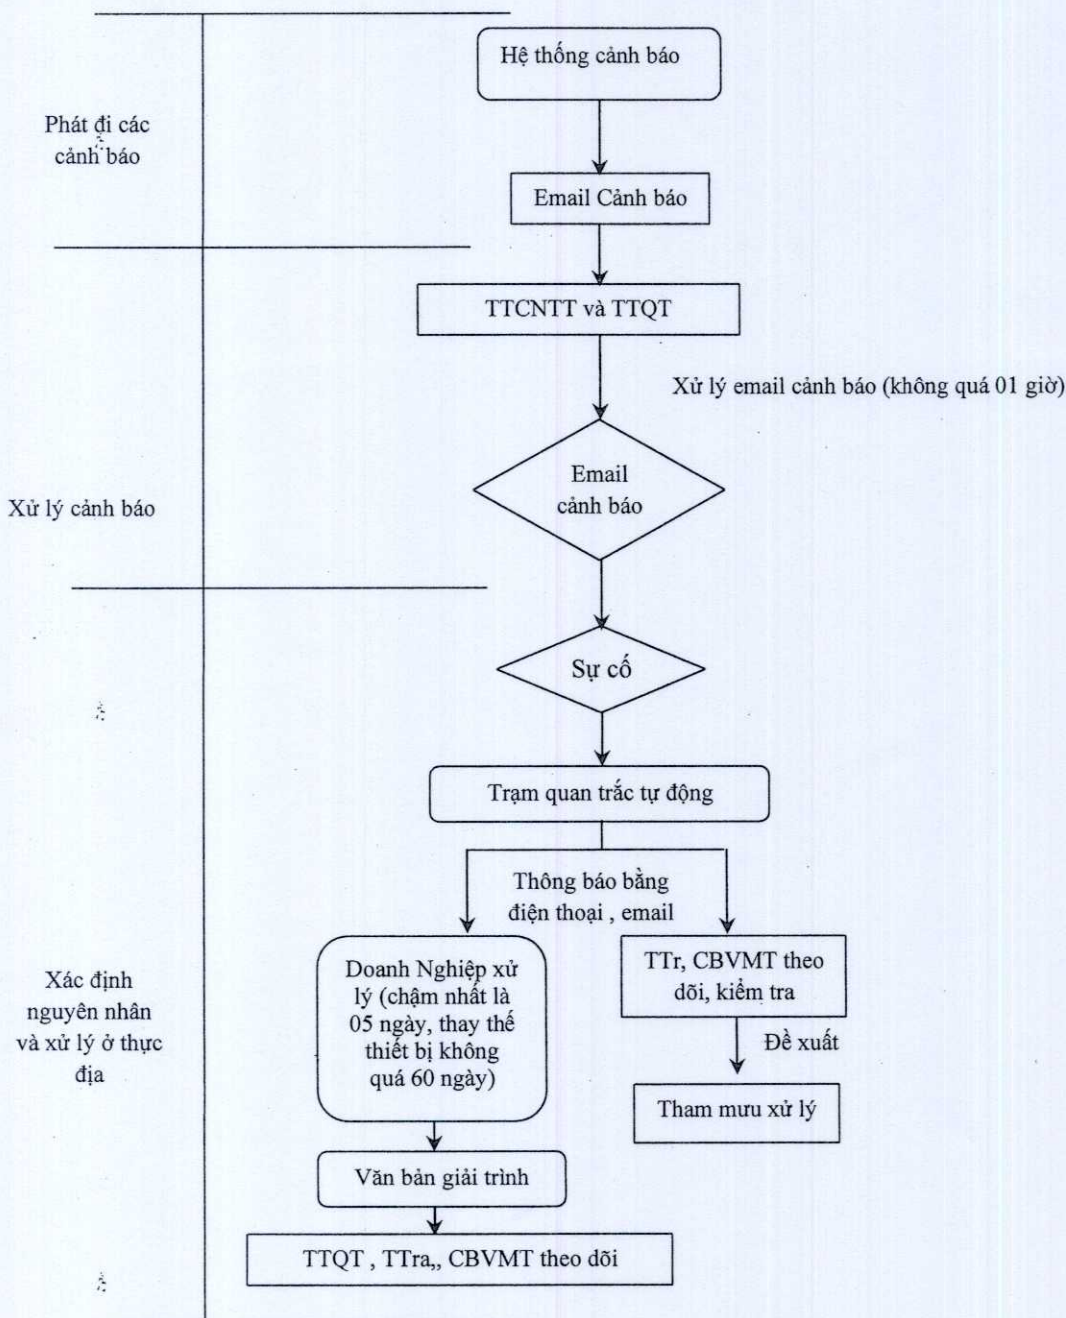 Hệ thống cảnh báo
Phát đi các
cảnh báo
Email Cảnh báo
TTCNTT và TTQT
Xử lý email cảnh báo (không quá 01 giờ)
Email
cảnh báo
Xử lý cảnh báo
Sự cố
Trạm quan trắc tự động
Thông báo bằng
điện thoại , email
Doanh Nghiệp xử
lý (chậm nhất là
05 ngày, thay thế
thiết bị không
quá 60 ngày)
TTr, CBVMT theo
dõi, kiểm tra
Xác định
nguyên nhân
và xử lý ở thực
địa
Đề xuất
Tham mưu xử lý
Văn bản giải trình
TTQT , TTra,, CBVMT theo dõi